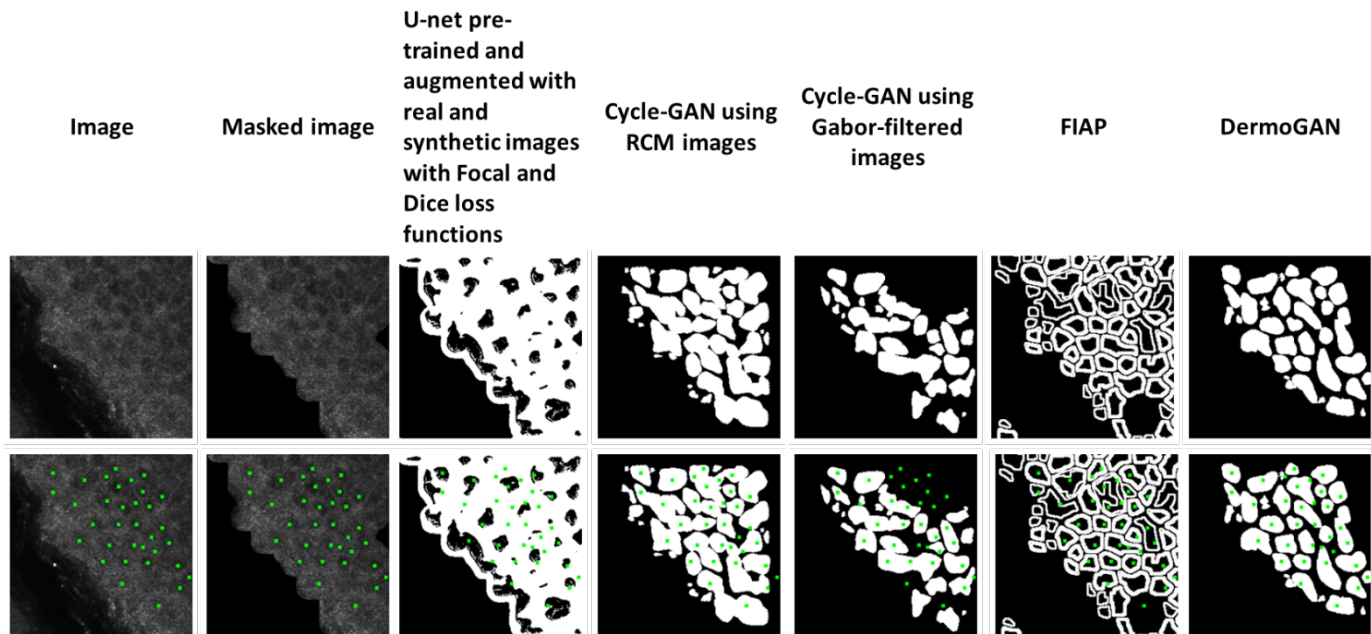 Image
Masked image
U-net pre-
trained and
augmented with
real and
synthetic images
with Focal and
Dice loss
functions
Cycle-GAN using
RCM images
Cycle-GAN using
Gabor-filtered
images
FIAP
DermoGAN